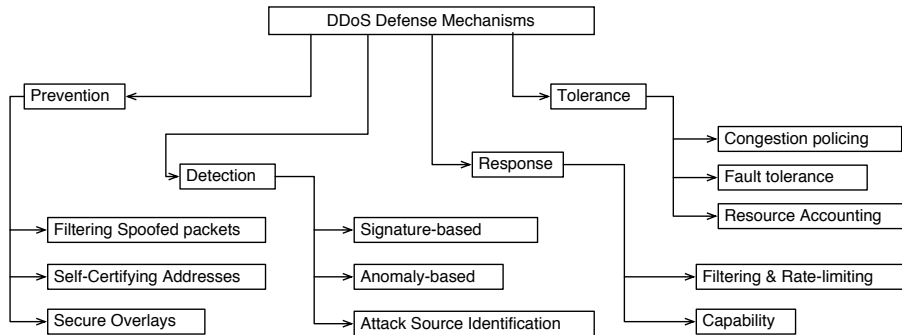 DDoS Defense Mechanisms
Prevention
Tolerance
Congestion policing
Response
Detection
Fault tolerance
Resource Accounting
Filtering Spoofed packets
Signature-based
Self-Certifying Addresses
Anomaly-based
Filtering & Rate-limiting
Secure Overlays
Attack Source Identification
Capability